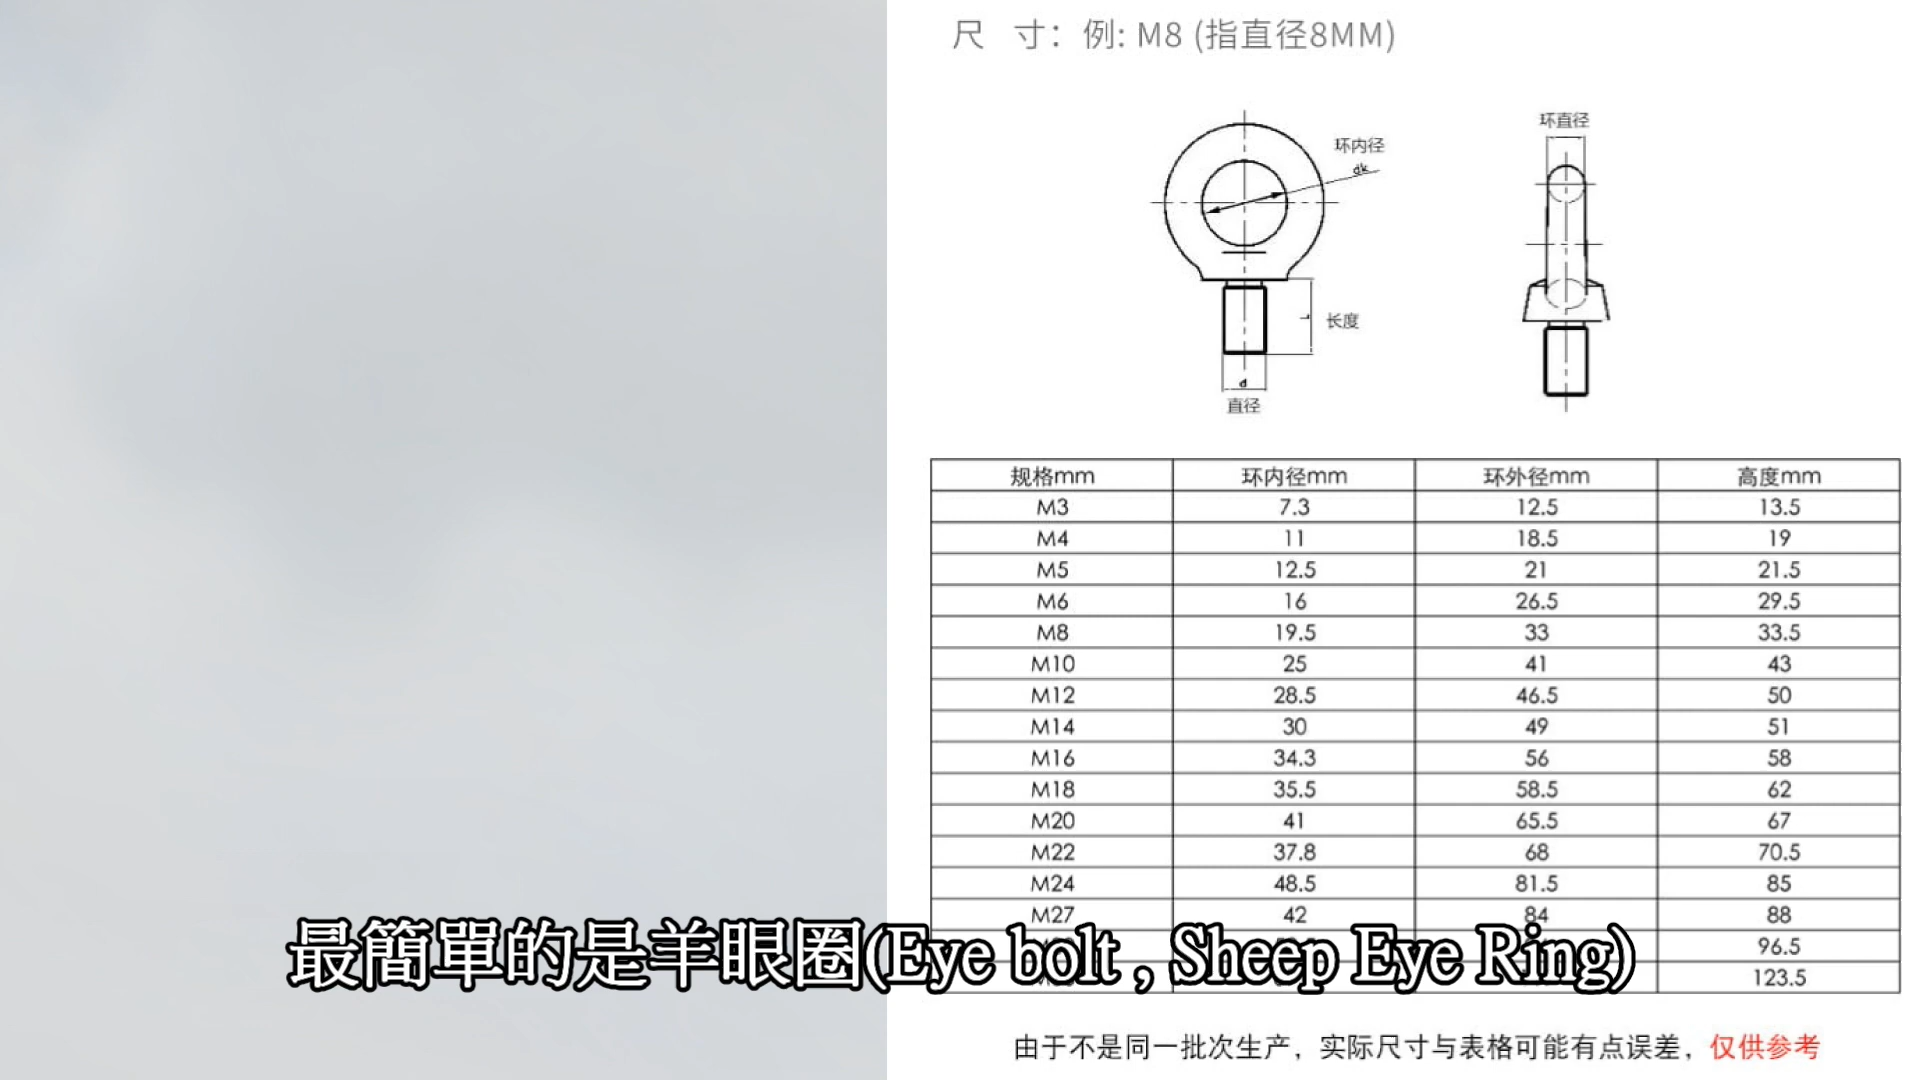 尺 寸：例: M8 (指直径8MM)
环内径
dk
环直径
L
长度
d
直径
规格mm 环内径mm 环外径mm 高度mm
M3 7.3 12.5 13.5
M4 11 18.5 19
M5 12.5 21 21.5
M6 16 26.5 29.5
M8 19.5 33 33.5
M10 25 41 43
M12 28.5 46.5 50
M14 30 49 51
M16 34.3 56 58
M18 35.5 58.5 62
M20 41 65.5 67
M22 37.8 68 70.5
M24 48.5 81.5 85
M27 42 84 88
96.5
123.5
最簡單的是羊眼圈(Eye bolt , Sheep Eye Ring)
由于不是同一批次生产，实际尺寸与表格可能有点误差，仅供参考